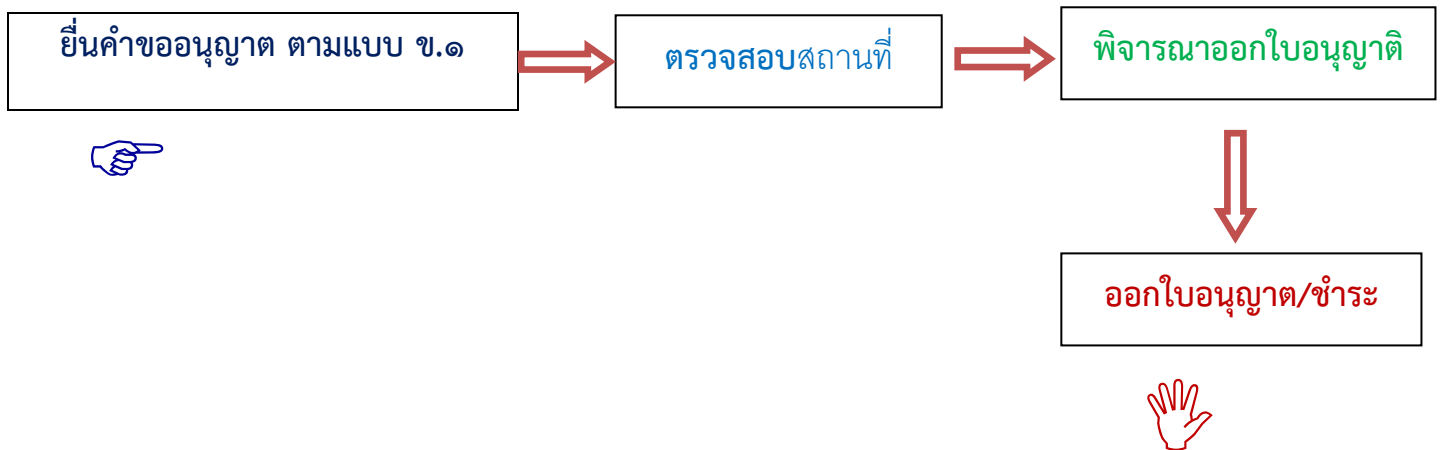 ยื่นคำขออนุญาต ตามแบบ ข.๑
ตรวจสอบสถานที่
พิจารณาออกใบอนุญาติ
ออกใบอนุญาต/ชำระ